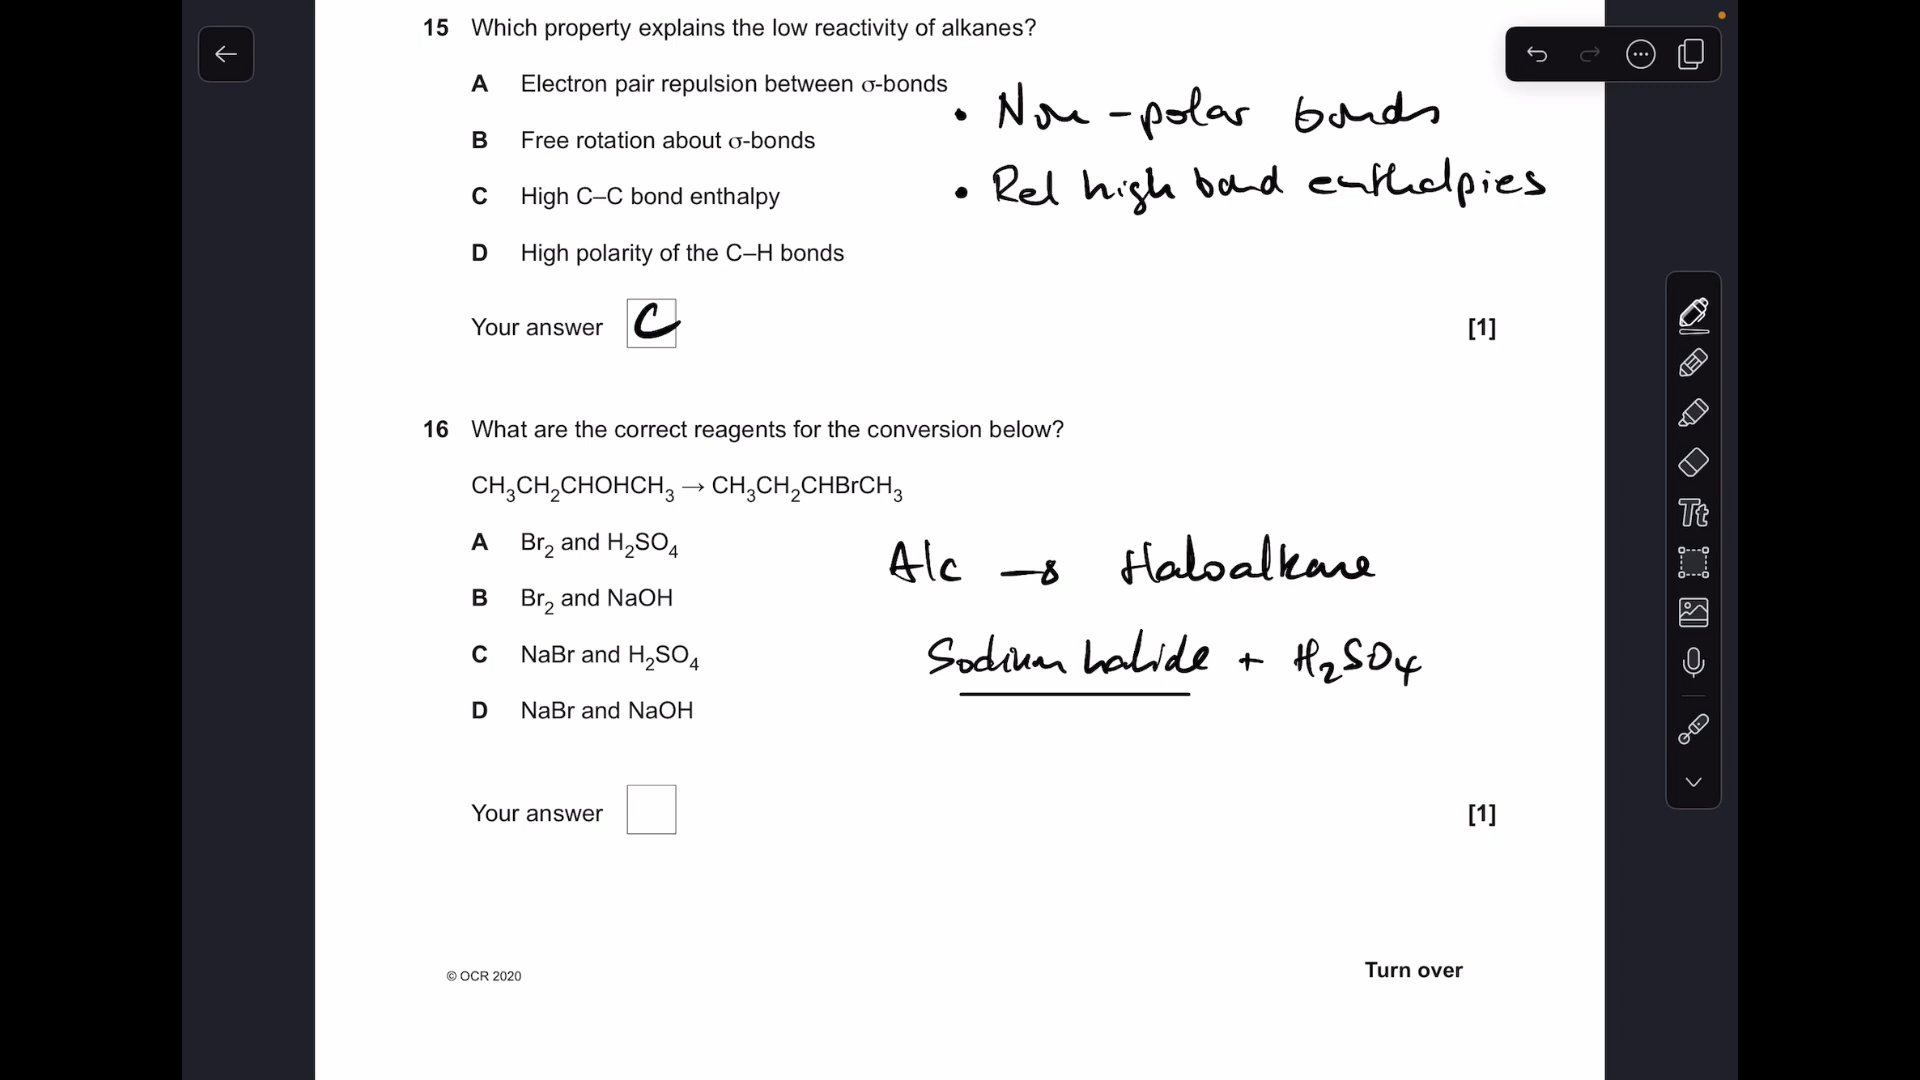 15 Which property explains the low reactivity of alkanes?
A Electron pair repulsion between σ-bonds
B Free rotation about σ-bonds
C High C–C bond enthalpy
D High polarity of the C–H bonds
• Non-polar bonds
• Rel high bond enthalpies
Your answer C [1]
16 What are the correct reagents for the conversion below?
CH₃CH₂CHOHCH₃ → CH₃CH₂CHBrCH₃
A Br₂ and H₂SO₄
B Br₂ and NaOH
C NaBr and H₂SO₄
D NaBr and NaOH
Alc → Haloalkane
Sodium halide + H₂SO₄
Your answer [1]
© OCR 2020
Turn over
Tt